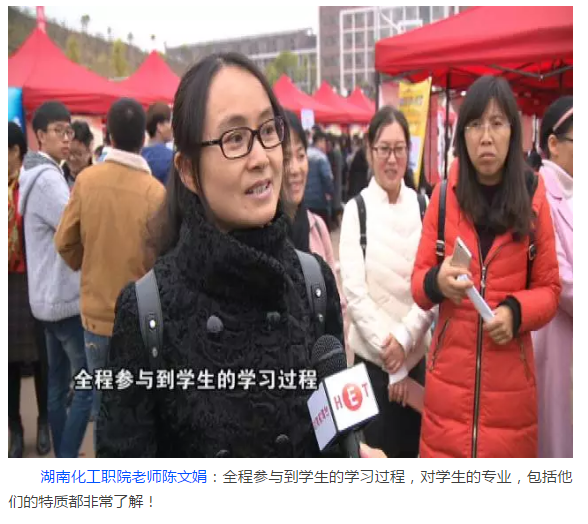 全程参与到学生的学习过程
HET
湖南化工职院老师陈文娟：全程参与到学生的学习过程，对学生的专业，包括他
们的特质都非常了解！